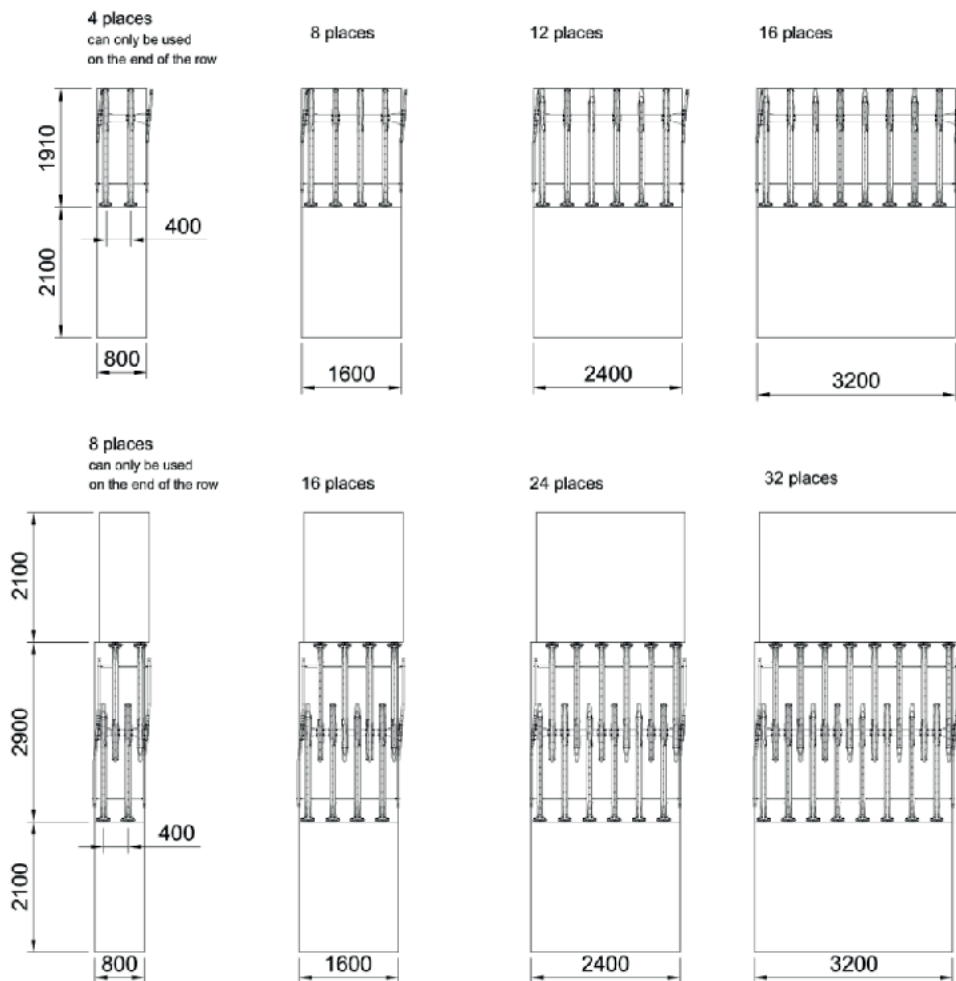 4 places
can only be used
on the end of the row
8 places
12 places
16 places
1910
400
2100
800
1600
2400
3200
8 places
can only be used
on the end of the row
16 places
24 places
32 places
2100
2900
400
2100
800
1600
2400
3200